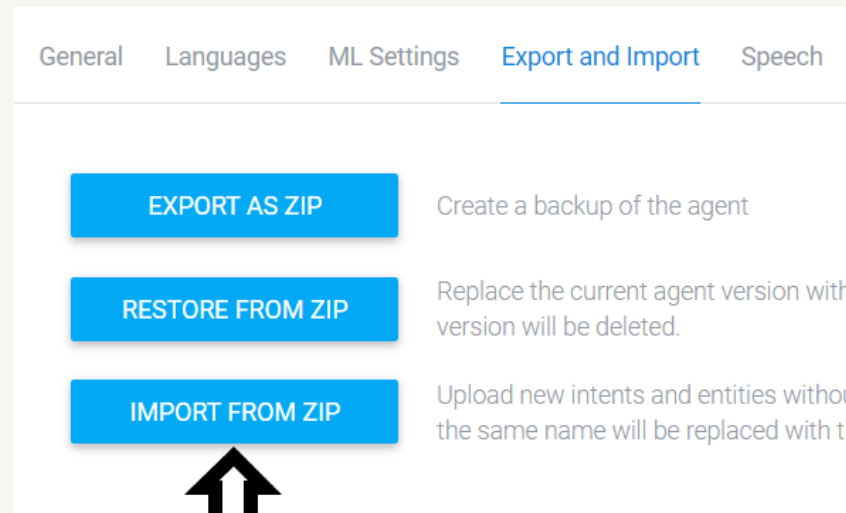 General Languages ML Settings Export and Import Speech
EXPORT AS ZIP Create a backup of the agent
RESTORE FROM ZIP
Replace the current agent version with
version will be deleted.
IMPORT FROM ZIP
Upload new intents and entities
the same name will be replaced with